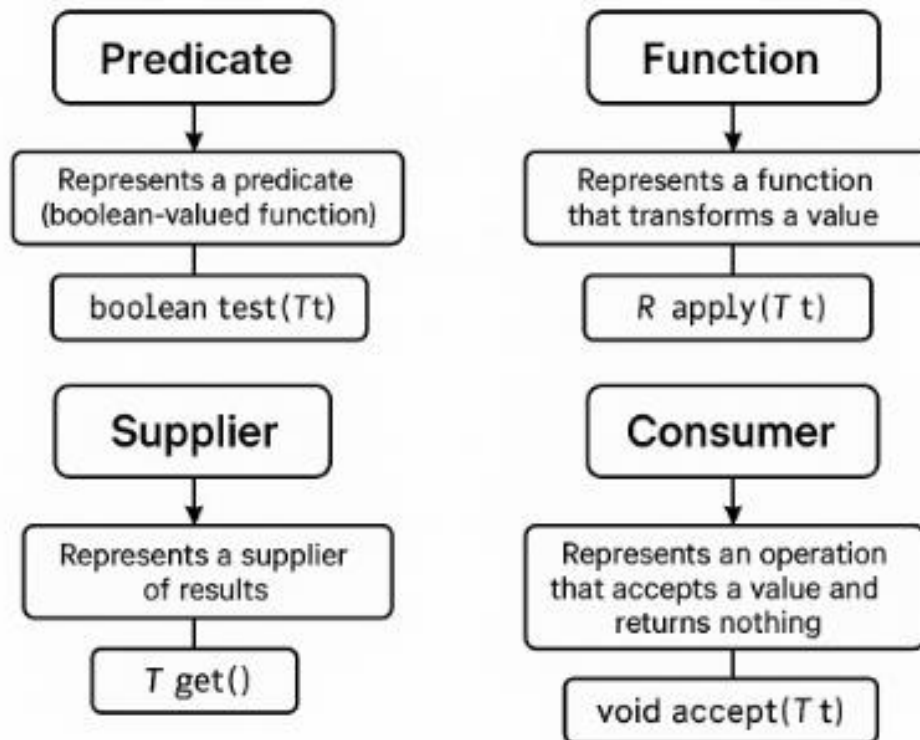 Predicate
Represents a predicate
(boolean-valued function)
boolean test(Tt)
Function
Represents a function
that transforms a value
R apply(T t)
Supplier
Represents a supplier
of results
T get()
Consumer
Represents an operation
that accepts a value and
returns nothing
void accept(T t)